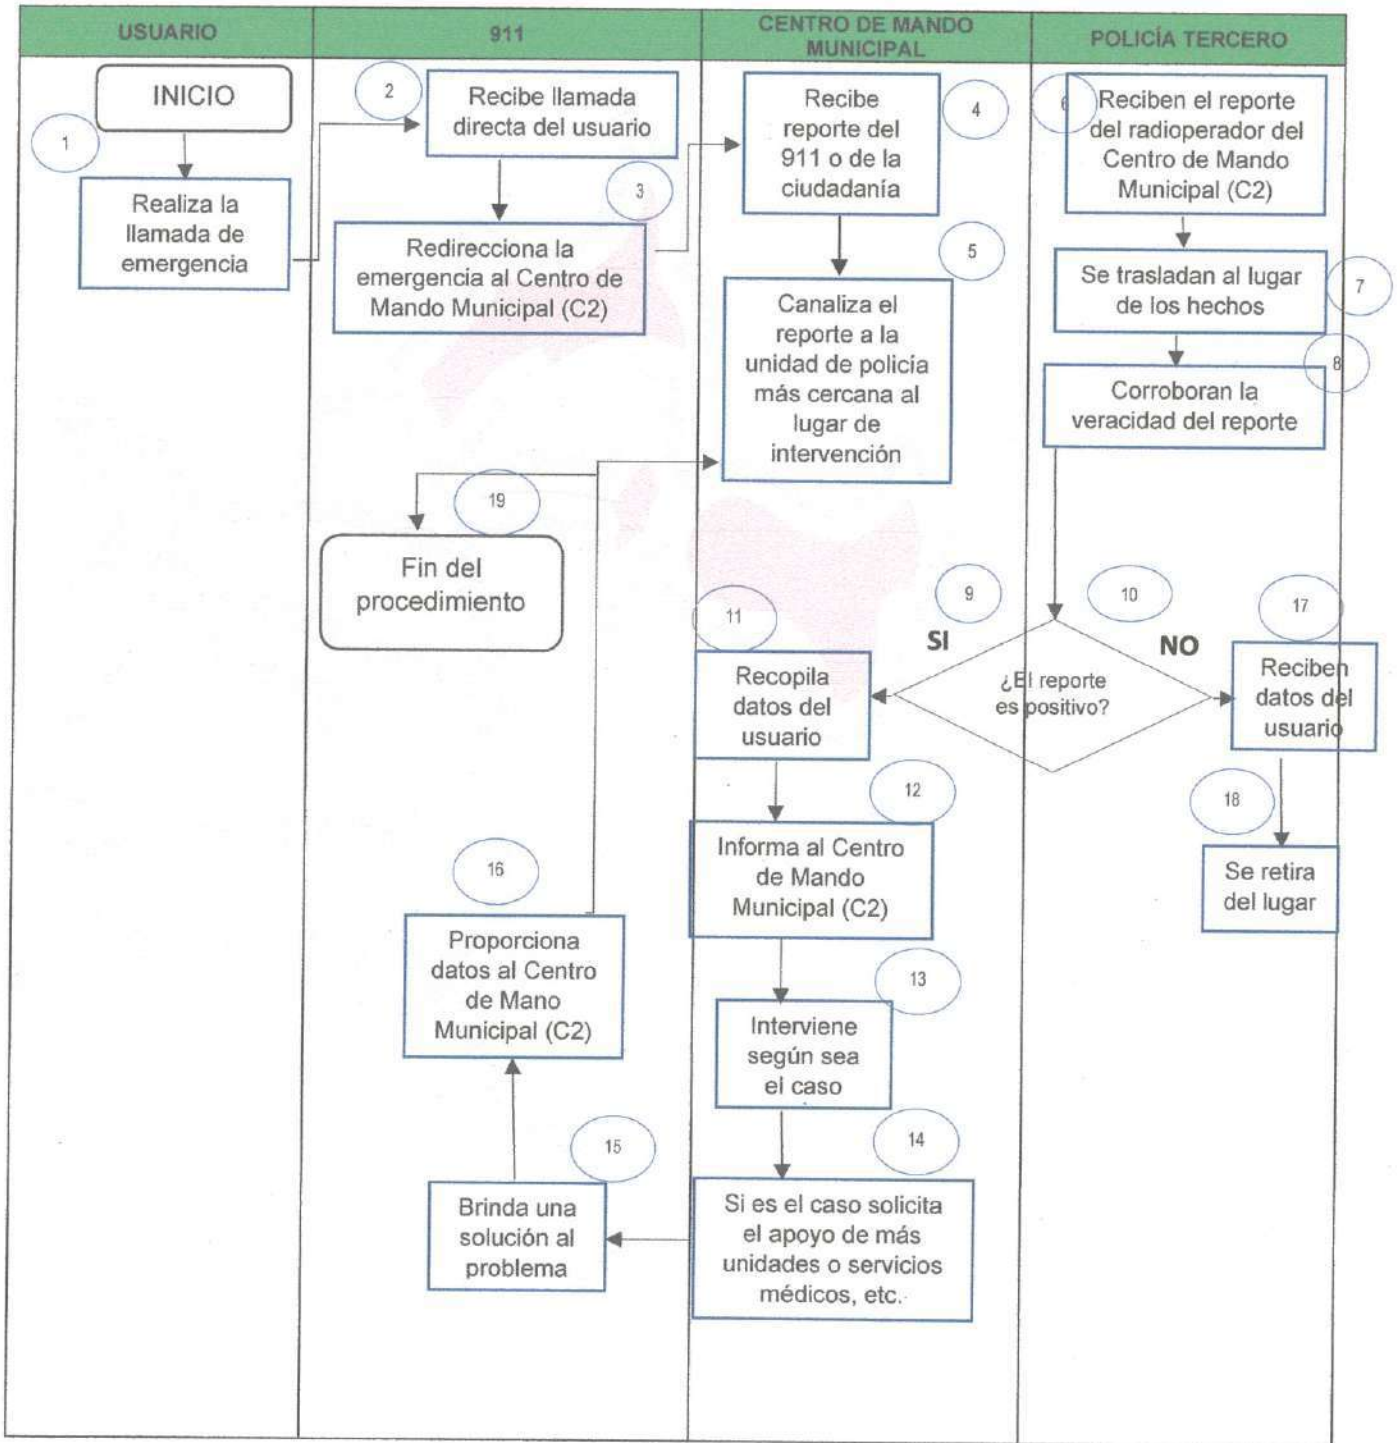 USUARIO
911
CENTRO DE MANDO
MUNICIPAL
POLICÍA TERCERO
INICIO
1
Realiza la
llamada de
emergencia
2
Recibe llamada
directa del usuario
3
Redirecciona la
emergencia al Centro de
Mando Municipal (C2)
4
Recibe
reporte del
911 o de la
ciudadanía
5
Canaliza el
reporte a la
unidad de policía
más cercana al
lugar de
intervención
6
Reciben el reporte
del radioperador del
Centro de Mando
Municipal (C2)
7
Se trasladan al lugar
de los hechos
8
Corroboran la
veracidad del reporte
19
Fin del
procedimiento
9
SI
10
NO
¿El reporte
es positivo?
11
Recopila
datos del
usuario
17
Reciben
datos del
usuario
12
Informa al Centro
de Mando
Municipal (C2)
18
Se retira
del lugar
16
Proporciona
datos al Centro
de Mano
Municipal (C2)
13
Interviene
según sea
el caso
14
Si es el caso solicita
el apoyo de más
unidades o servicios
médicos, etc.
15
Brinda una
solución al
problema